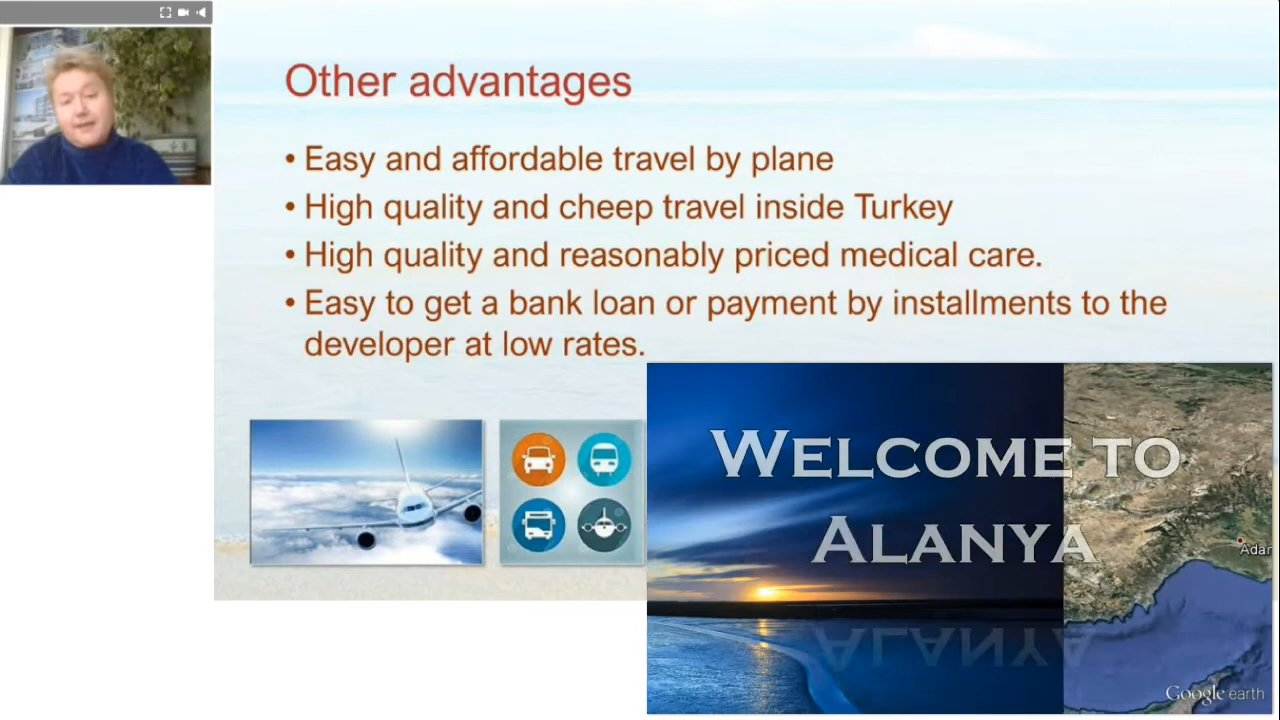 Other advantages
• Easy and affordable travel by plane
• High quality and cheep travel inside Turkey
• High quality and reasonably priced medical care.
• Easy to get a bank loan or payment by installments to the
developer at low rates.
WELCOME TO
ALANYA
Adar
Google earth